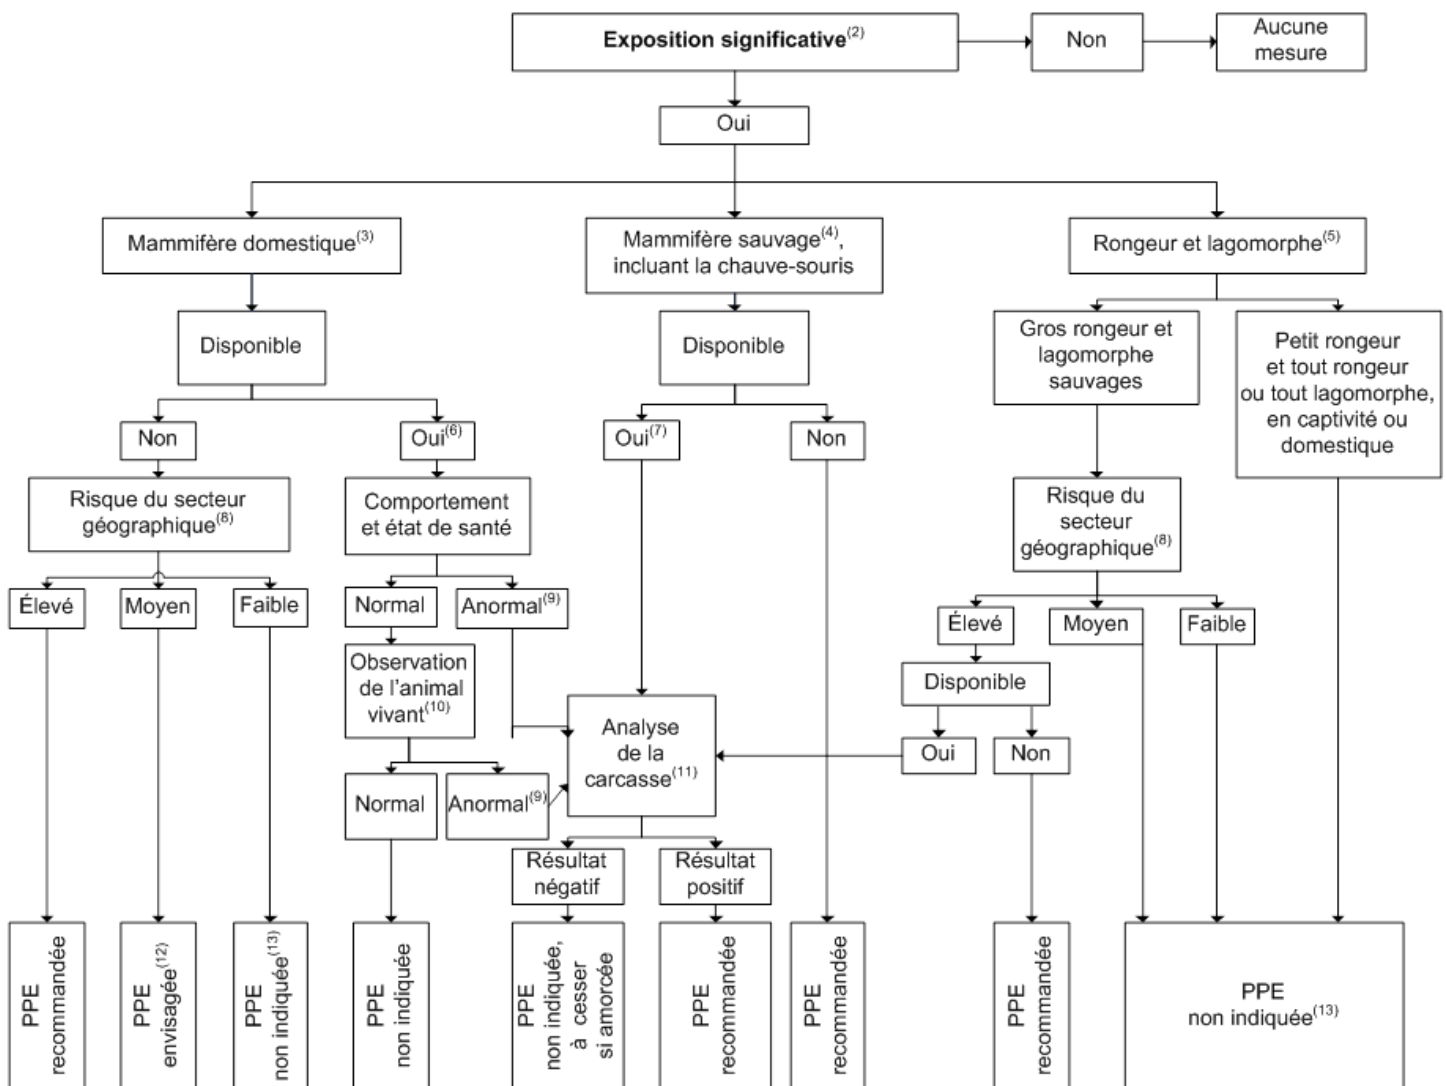 Exposition significative(2)
Non
Aucune
mesure
Oui
Mammifère domestique(3)
Mammifère sauvage(4),
incluant la chauve-souris
Rongeur et lagomorphe(5)
Disponible
Disponible
Gros rongeur et
lagomorphe
sauvages
Petit rongeur
et tout rongeur
ou tout lagomorphe,
en captivité ou
domestique
Non
Oui(6)
Oui(7)
Non
Risque du secteur
géographique(8)
Comportement
et état de santé
Risque du
secteur
géographique(8)
Élevé
Moyen
Faible
Normal
Anormal(9)
Élevé
Moyen
Faible
Observation
de l'animal
vivant(10)
Disponible
Analyse
de la
carcasse(11)
Oui
Non
Normal
Anormal(9)
Résultat
négatif
Résultat
positif
PPE
recommandée
PPE
envisagée(12)
PPE
non indiquée(13)
PPE
non indiquée
PPE
non indiquée,
à cesser
si amorcée
PPE
recommandée
PPE
recommandée
PPE
recommandée
PPE
non indiquée(13)